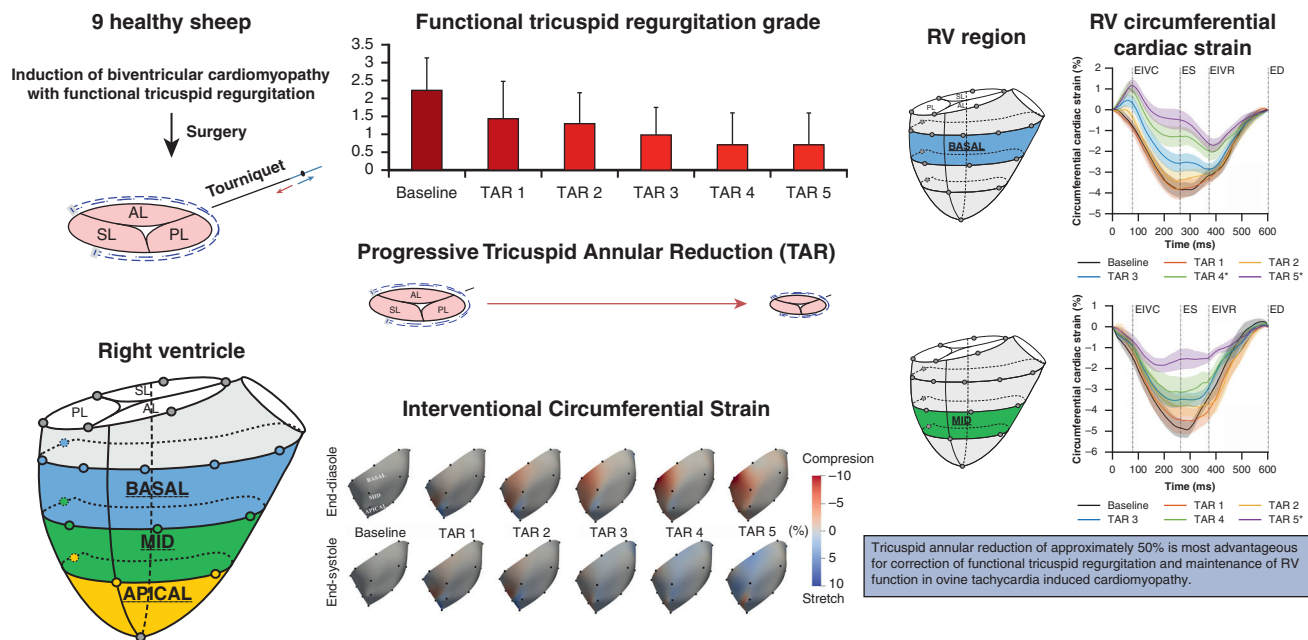 9 healthy sheep
Induction of biventricular cardiomyopathy
with functional tricuspid regurgitation
Surgery
Tourniquet
AL
SL
PL
Right ventricle
SL
PL
AL
BASAL
MID
APICAL
Functional tricuspid regurgitation grade
3.5
3
2.5
2
1.5
1
0.5
0
Baseline
TAR 1
TAR 2
TAR 3
TAR 4
TAR 5
Progressive Tricuspid Annular Reduction (TAR)
AL
SL
PL
Interventional Circumferential Strain
End-diasole
BASAL
MID
APICAL
Baseline
TAR 1
TAR 2
TAR 3
TAR 4
TAR 5
(%)
End-systole
Compresion
−10
−5
0
5
10
Stretch
RV region
SL
PL
AL
BASAL
MID
RV circumferential
cardiac strain
Circumferential cardiac strain (%)
EIVC
ES
EIVR
ED
2
1
0
−1
−2
−3
−4
−5
0
100
200
300
400
500
600
Time (ms)
Baseline
TAR 1
TAR 2
TAR 3
TAR 4*
TAR 5*
Circumferential cardiac strain (%)
EIVC
ES
EIVR
ED
1
0
−1
−2
−3
−4
−5
−6
0
100
200
300
400
500
600
Time (ms)
Baseline
TAR 1
TAR 2
TAR 3
TAR 4
TAR 5*
Tricuspid annular reduction of approximately 50% is most advantageous
for correction of functional tricuspid regurgitation and maintenance of RV
function in ovine tachycardia induced cardiomyopathy.